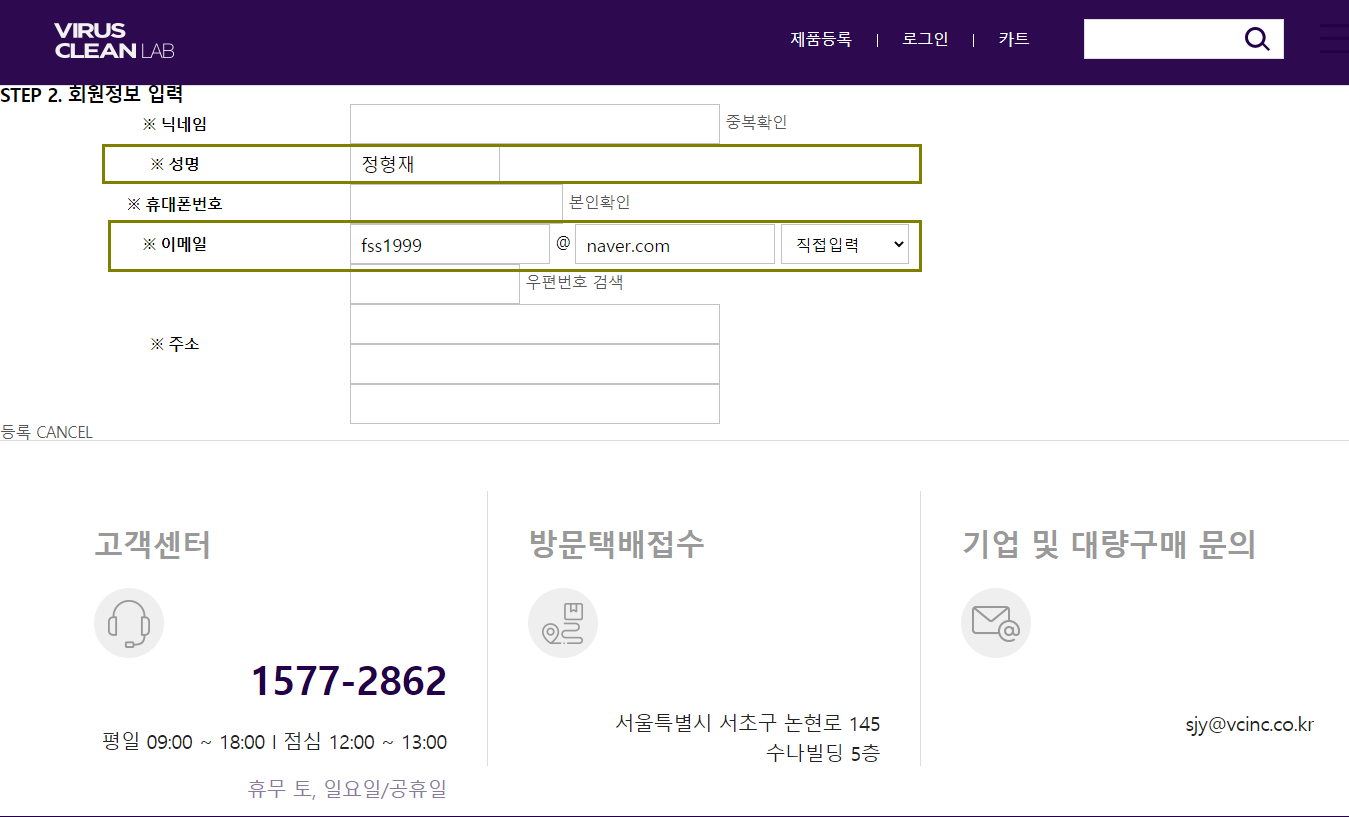 VIRUS
CLEAN LAB
제품등록 | 로그인 | 카트
STEP 2. 회원정보 입력
※ 닉네임 중복확인
※ 성명 정형재
※ 휴대폰번호 본인확인
※ 이메일 fss1999 @ naver.com 직접입력
우편번호 검색
※ 주소
등록 CANCEL
고객센터
1577-2862
평일 09:00 ~ 18:00 I 점심 12:00 ~ 13:00
휴무 토, 일요일/공휴일
방문택배접수
서울특별시 서초구 논현로 145
수나빌딩 5층
기업 및 대량구매 문의
sjy@vcinc.co.kr